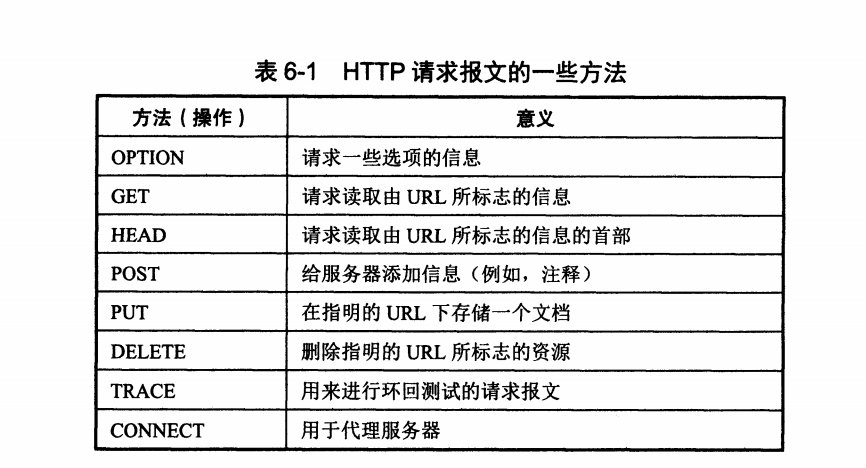 表 6-1 HTTP 请求报文的一些方法
方法(操作) 意义
OPTION 请求一些选项的信息
GET 请求读取由 URL 所标志的信息
HEAD 请求读取由 URL 所标志的信息的首部
POST 给服务器添加信息(例如,注释)
PUT 在指明的 URL 下存储一个文档
DELETE 删除指明的 URL 所标志的资源
TRACE 用来进行环回测试的请求报文
CONNECT 用于代理服务器